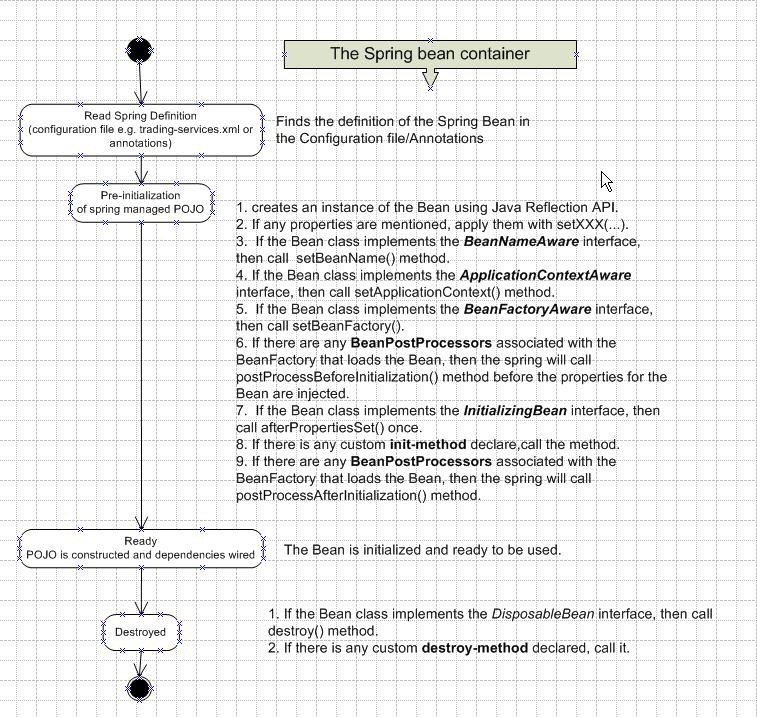 The Spring bean container
Read Spring Definition
(configuration file e.g. trading-services.xml or
annotations)
Finds the definition of the Spring Bean in
the Configuration file/Annotations
Pre-initialization
of spring managed POJO
1. creates an instance of the Bean using Java Reflection API.
2. If any properties are mentioned, apply them with setXXX(...).
3.  If the Bean class implements the BeanNameAware interface,
then call  setBeanName() method.
4. If the Bean class implements the ApplicationContextAware
interface, then call setApplicationContext() method.
5.  If the Bean class implements the BeanFactoryAware interface,
then call setBeanFactory().
6. If there are any BeanPostProcessors associated with the
BeanFactory that loads the Bean, then the spring will call
postProcessBeforeInitialization() method before the properties for the
Bean are injected.
7.  If the Bean class implements the InitializingBean interface, then
call afterPropertiesSet() once.
8. If there is any custom init-method declare,call the method.
9. If there are any BeanPostProcessors associated with the
BeanFactory that loads the Bean, then the spring will call
postProcessAfterInitialization() method.
Ready
POJO is constructed and dependencies wired
The Bean is initialized and ready to be used.
Destroyed
1. If the Bean class implements the DisposableBean interface, then call
destroy() method.
2. If there is any custom destroy-method declared, call it.